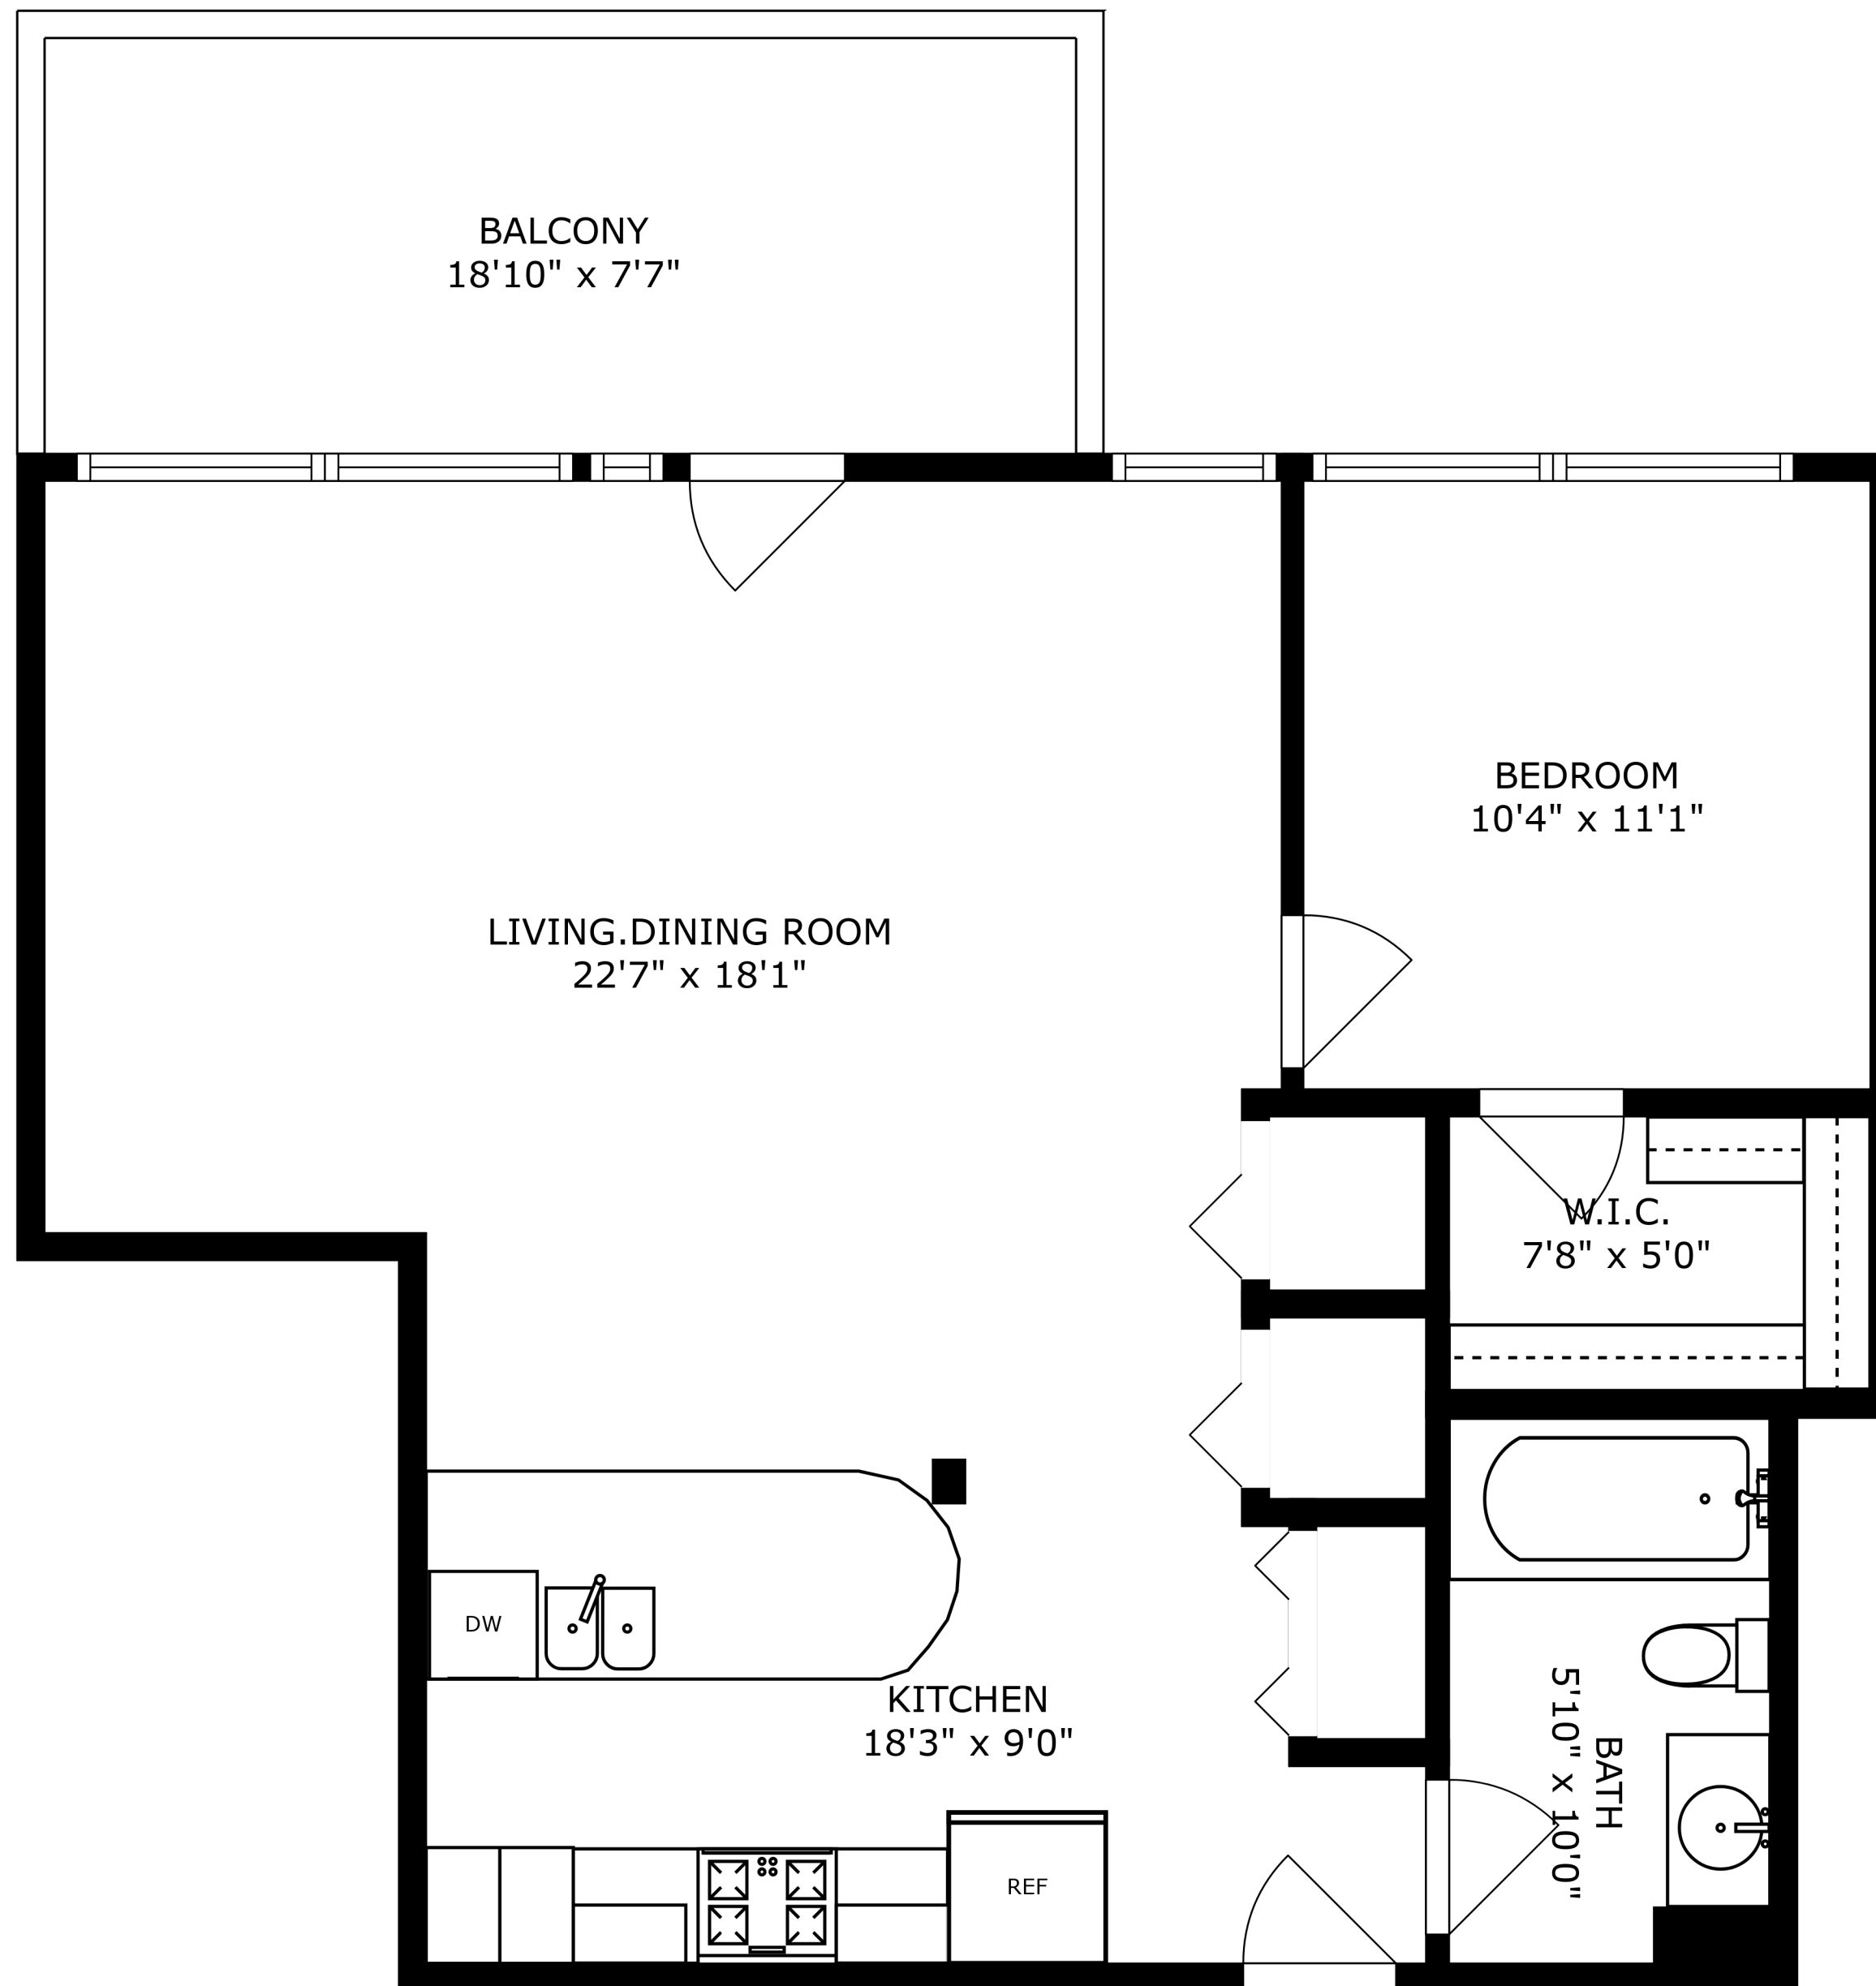 BALCONY
18'10" x 7'7"
BEDROOM
10'4" x 11'1"
LIVING.DINING ROOM
22'7" x 18'1"
W.I.C.
7'8" x 5'0"
DW
KITCHEN
18'3" x 9'0"
BATH
5'10" x 10'0"
REF